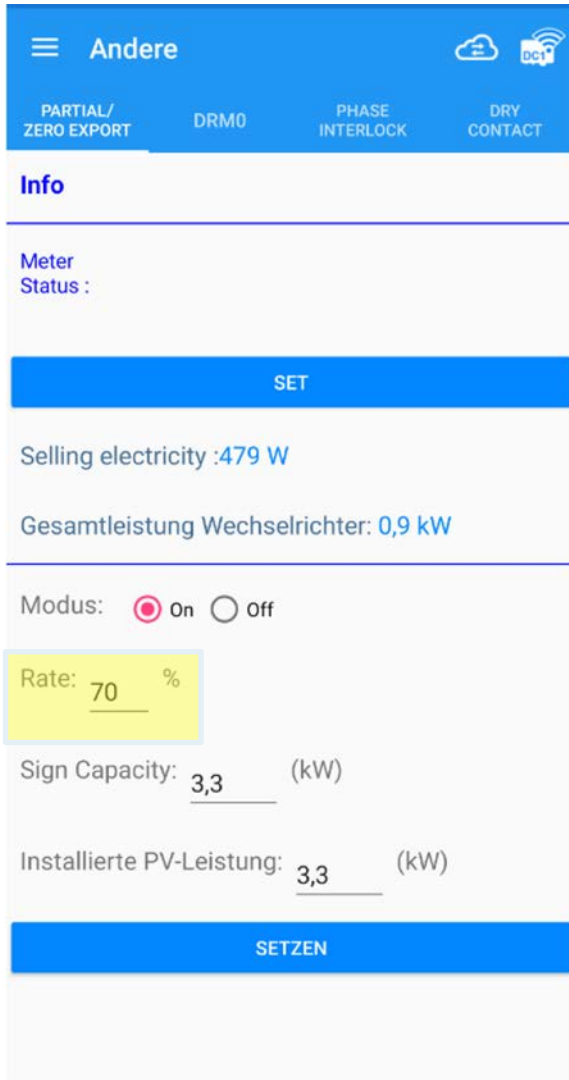 Andere
DC1
PARTIAL/
ZERO EXPORT
DRM0
PHASE
INTERLOCK
DRY
CONTACT
Info
Meter
Status :
SET
Selling electricity :479 W
Gesamtleistung Wechselrichter: 0,9 kW
Modus: On Off
Rate: 70 %
Sign Capacity: 3,3 (kW)
Installierte PV-Leistung: 3,3 (kW)
SETZEN